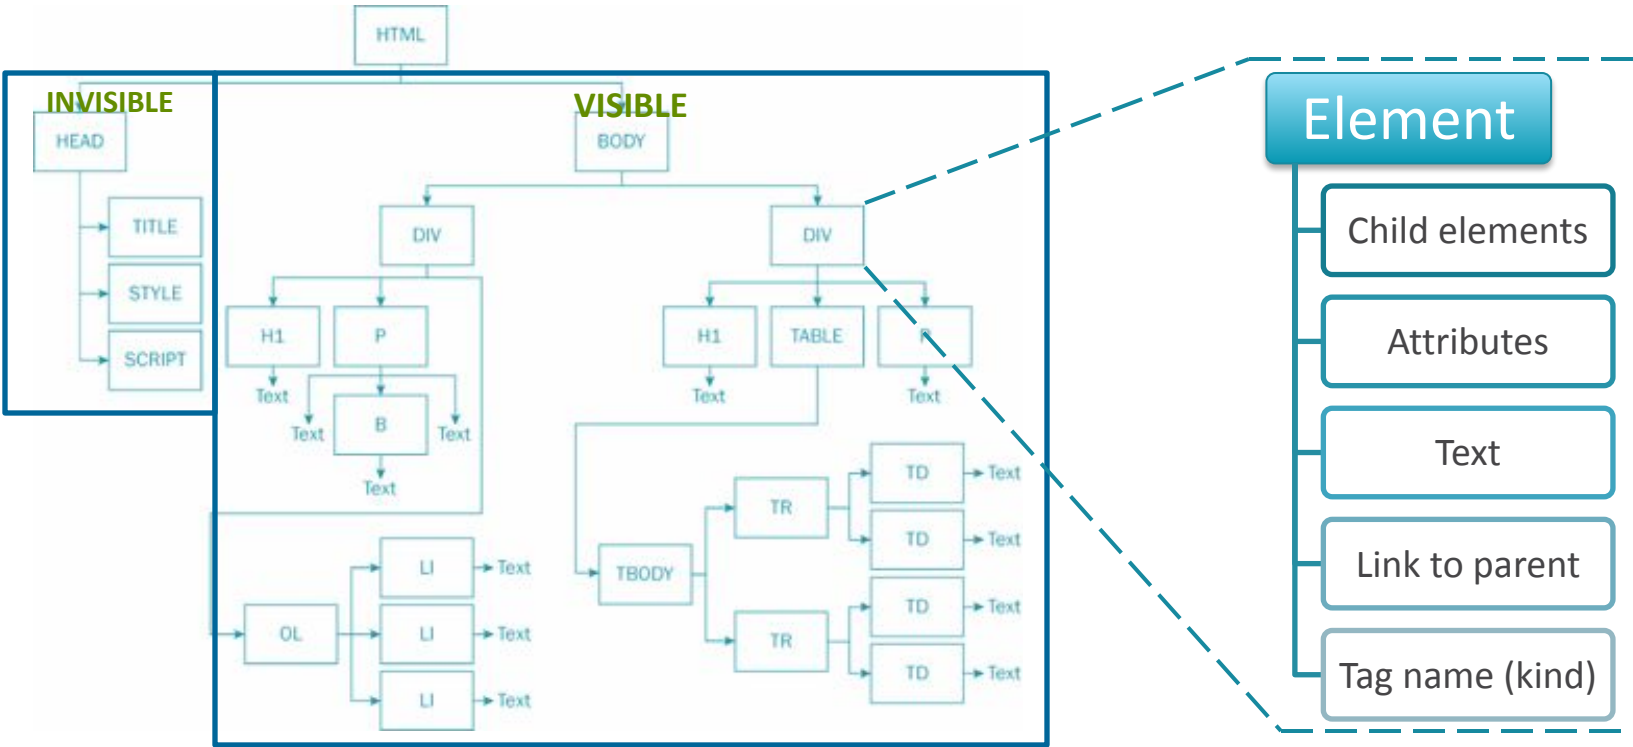 HTML
INVISIBLE
VISIBLE
HEAD
BODY
TITLE
STYLE
SCRIPT
DIV
DIV
H1
P
H1
TABLE
P
Text
Text
Text
Text
B
Text
Text
TD
Text
TR
TD
Text
LI
Text
TBODY
OL
LI
Text
TD
Text
TR
TD
Text
LI
Text
Element
Child elements
Attributes
Text
Link to parent
Tag name (kind)